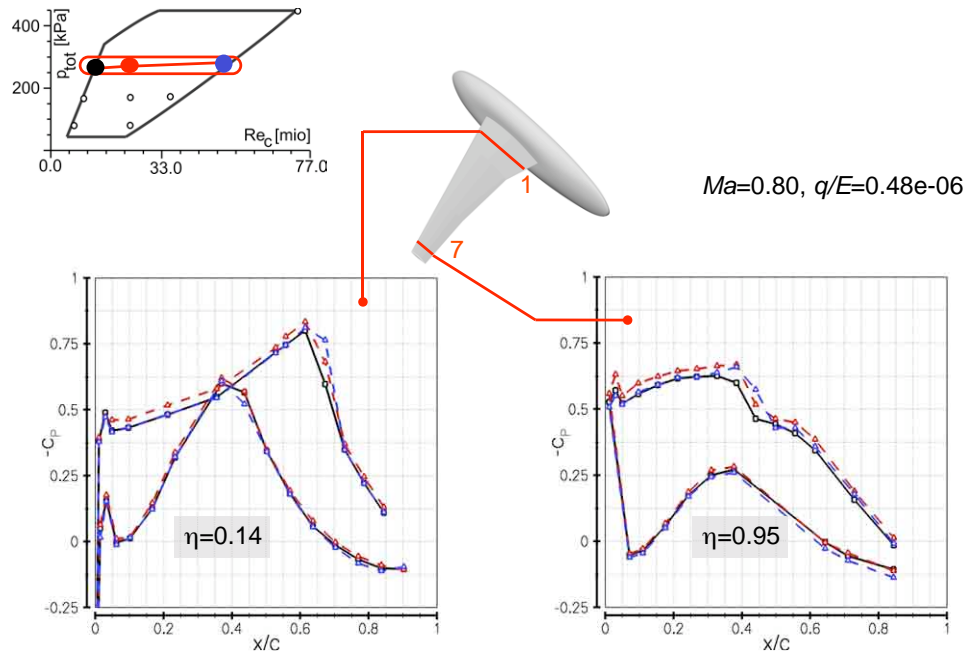 400
200
p_tot [kPa]
Re_c [mio]
0.0 33.0 77.0
1
7
Ma=0.80, q/E=0.48e-06
1
0.75
0.5
0.25
0
-0.25
-C_P
η=0.14
0 0.2 0.4 0.6 0.8 1
x/c
1
0.75
0.5
0.25
0
-0.25
-C_P
η=0.95
0 0.2 0.4 0.6 0.8 1
x/c